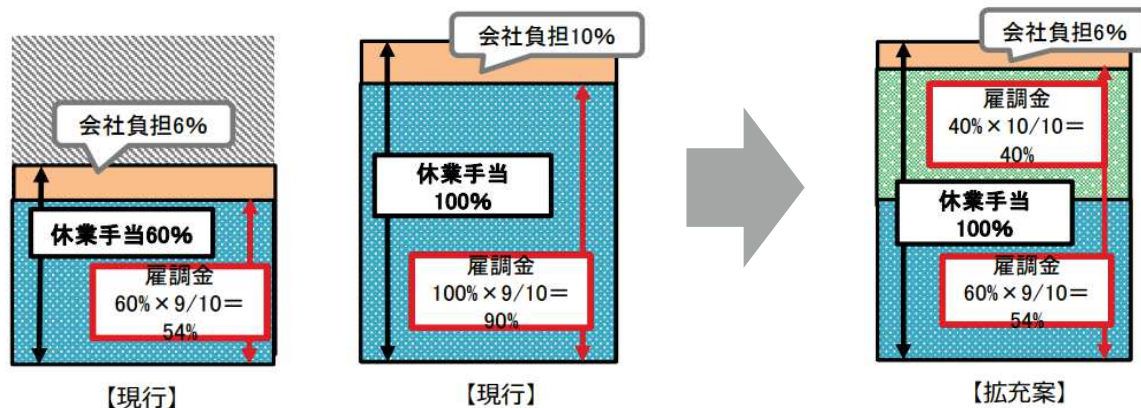 会社負担6%
休業手当60%
雇調金
60%×9/10＝
54%
【現行】
会社負担10%
休業手当
100%
雇調金
100%×9/10＝
90%
【現行】
会社負担6%
雇調金
40%×10/10＝
40%
休業手当
100%
雇調金
60%×9/10＝
54%
【拡充案】